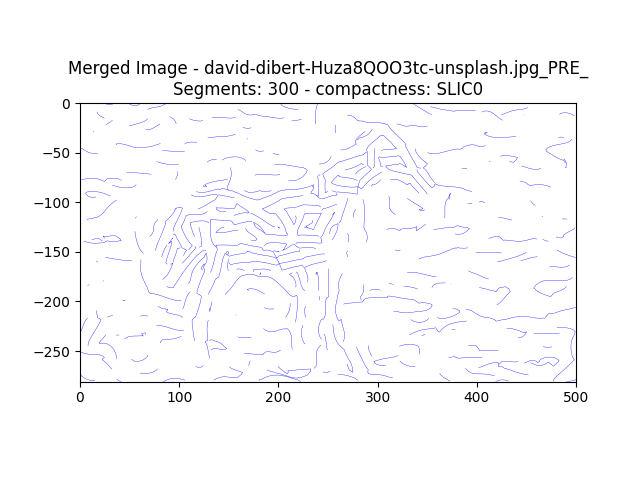 Merged Image - david-dibert-Huza8QOO3tc-unsplash.jpg_PRE_
Segments: 300 - compactness: SLIC0
0
−50
−100
−150
−200
−250
0 100 200 300 400 500